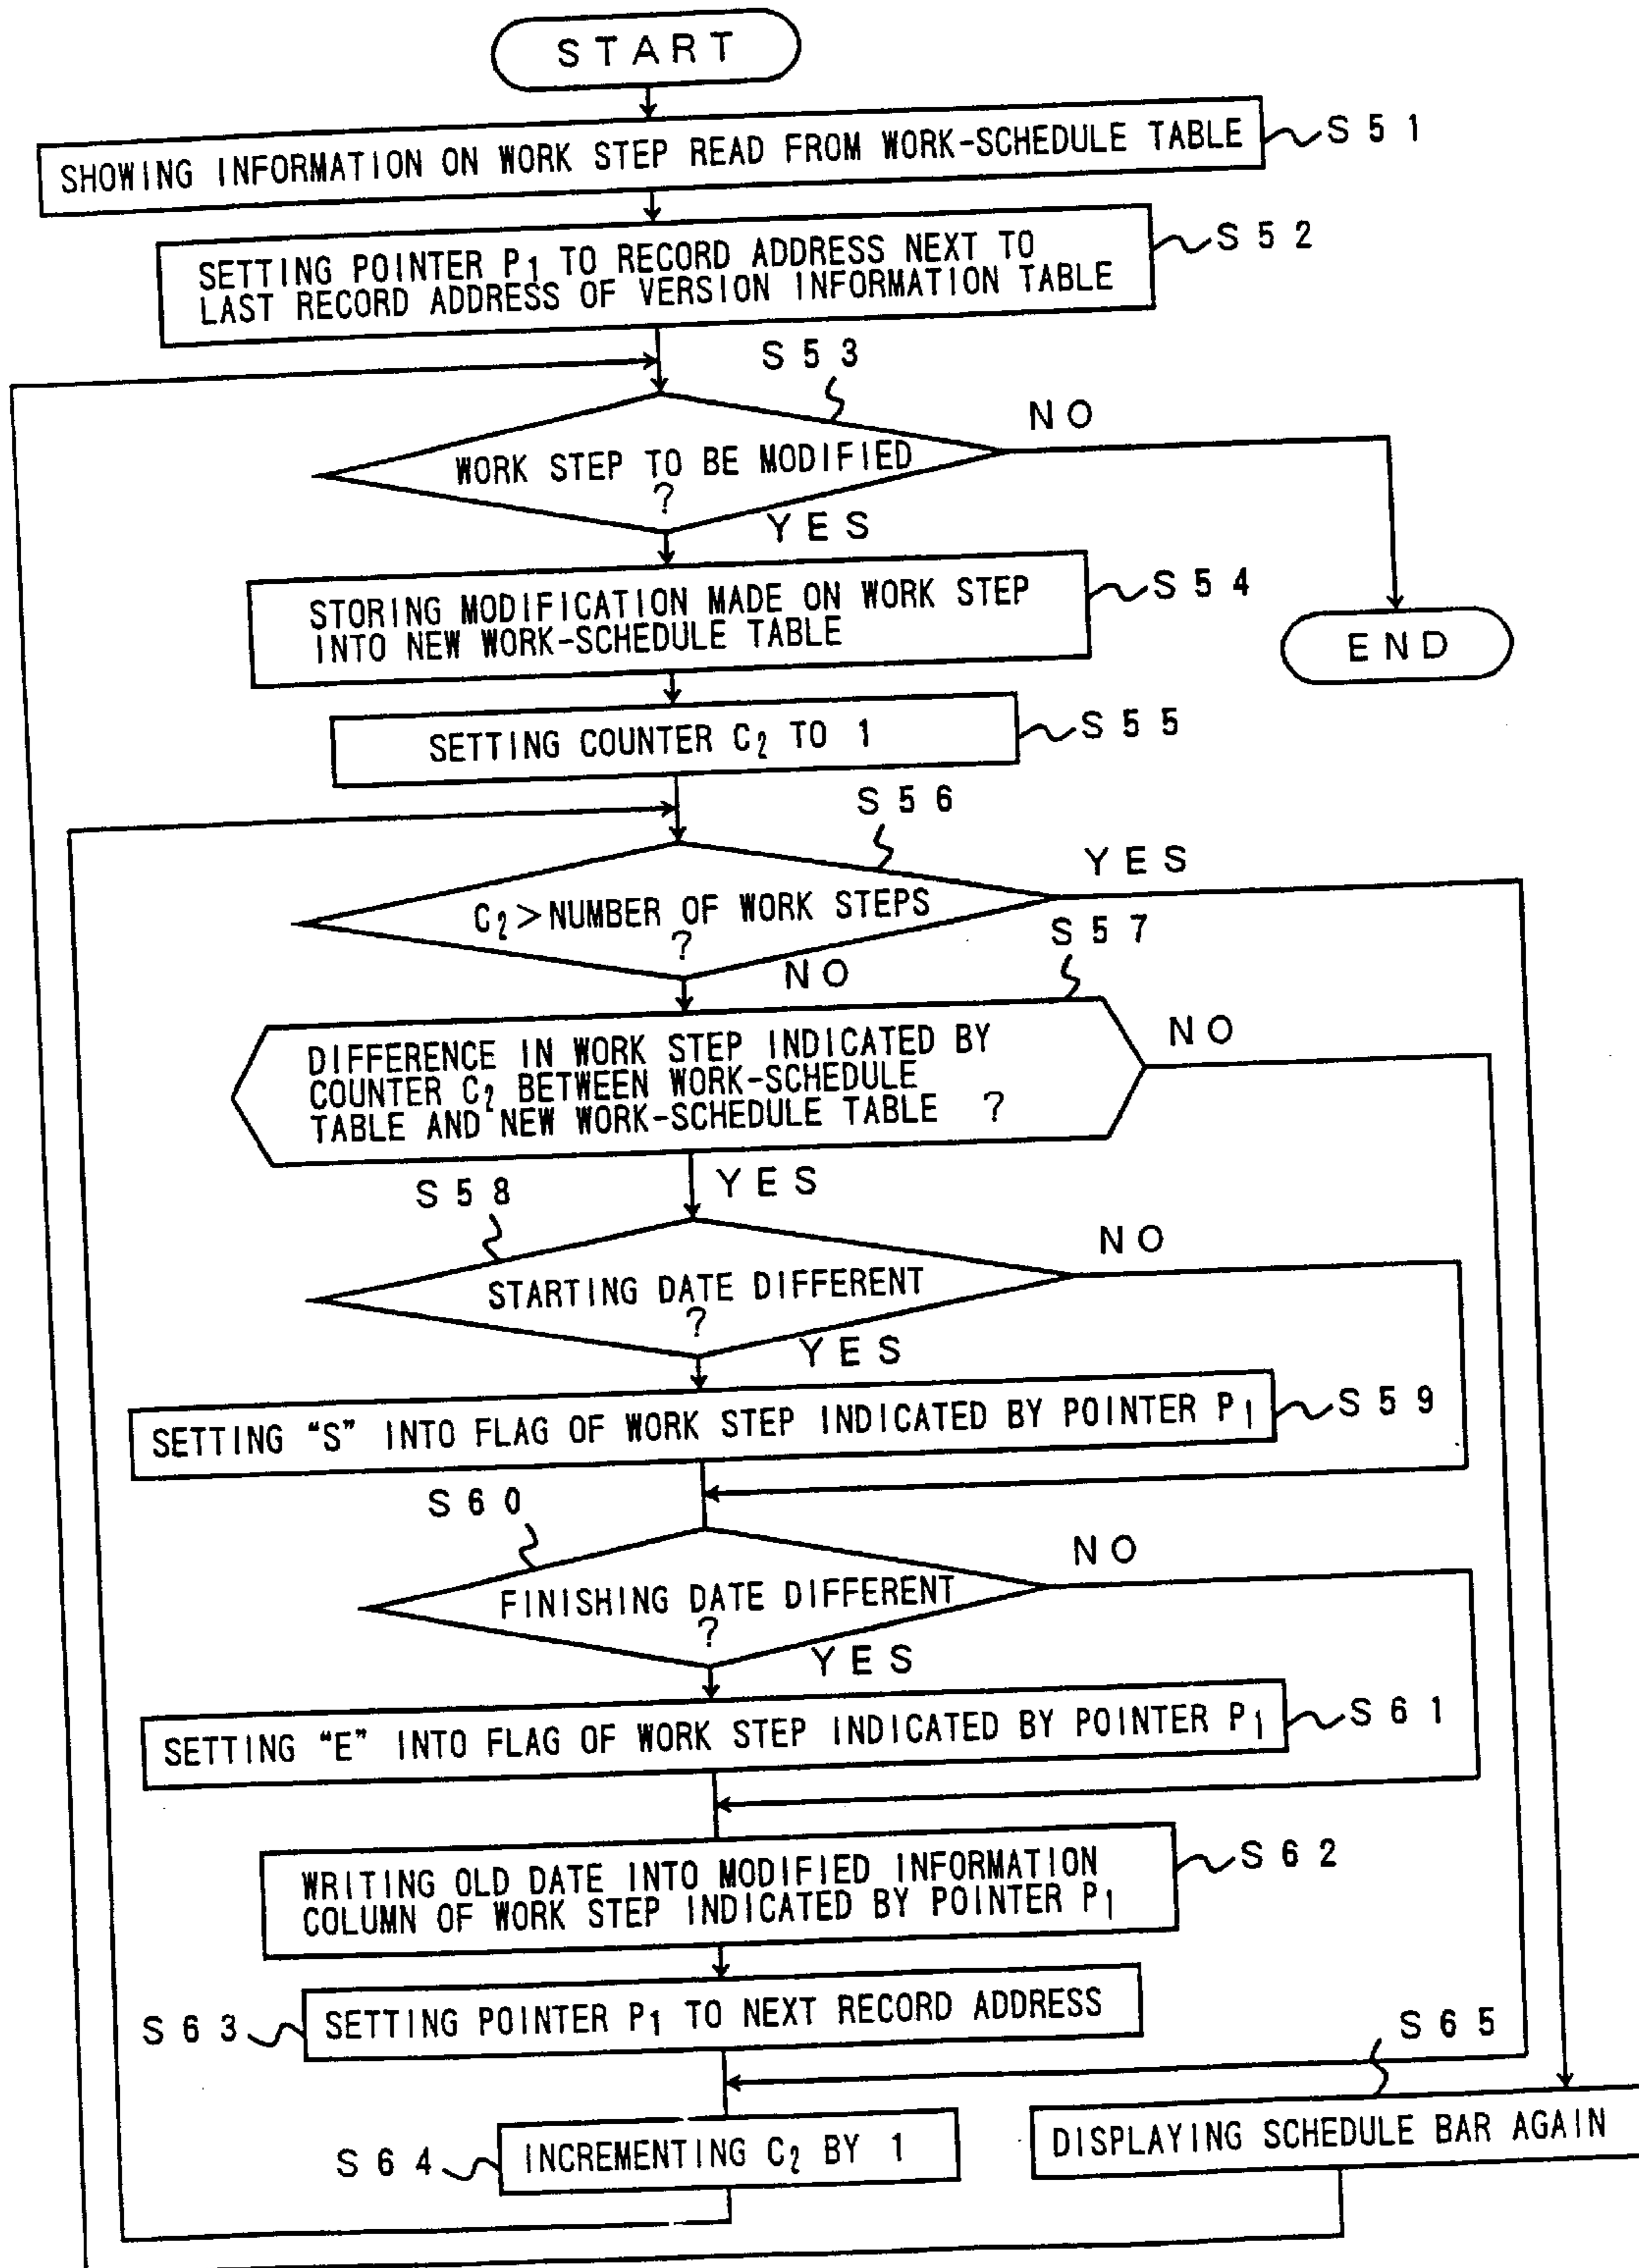 START
SHOWING INFORMATION ON WORK STEP READ FROM WORK-SCHEDULE TABLE
S51
SETTING POINTER P1 TO RECORD ADDRESS NEXT TO
LAST RECORD ADDRESS OF VERSION INFORMATION TABLE
S52
S53
WORK STEP TO BE MODIFIED
?
NO
YES
STORING MODIFICATION MADE ON WORK STEP
INTO NEW WORK-SCHEDULE TABLE
S54
END
SETTING COUNTER C2 TO 1
S55
S56
C2>NUMBER OF WORK STEPS
?
YES
NO
S57
DIFFERENCE IN WORK STEP INDICATED BY
COUNTER C2 BETWEEN WORK-SCHEDULE
TABLE AND NEW WORK-SCHEDULE TABLE ?
NO
YES
S58
STARTING DATE DIFFERENT
?
NO
YES
SETTING “S” INTO FLAG OF WORK STEP INDICATED BY POINTER P1
S59
S60
FINISHING DATE DIFFERENT
?
NO
YES
SETTING “E” INTO FLAG OF WORK STEP INDICATED BY POINTER P1
S61
WRITING OLD DATE INTO MODIFIED INFORMATION
COLUMN OF WORK STEP INDICATED BY POINTER P1
S62
S63
SETTING POINTER P1 TO NEXT RECORD ADDRESS
S65
S64
INCREMENTING C2 BY 1
DISPLAYING SCHEDULE BAR AGAIN